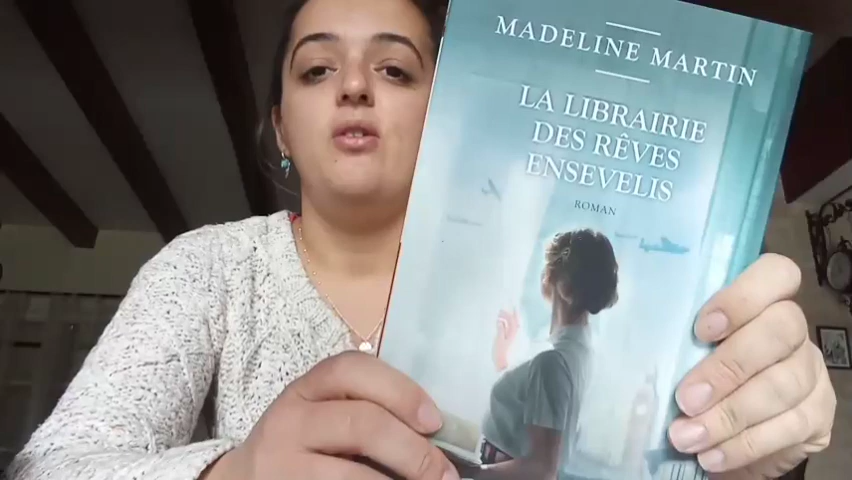 MADELINE MARTIN
LA LIBRAIRIE
DES RÊVES
ENSEVELIS
ROMAN